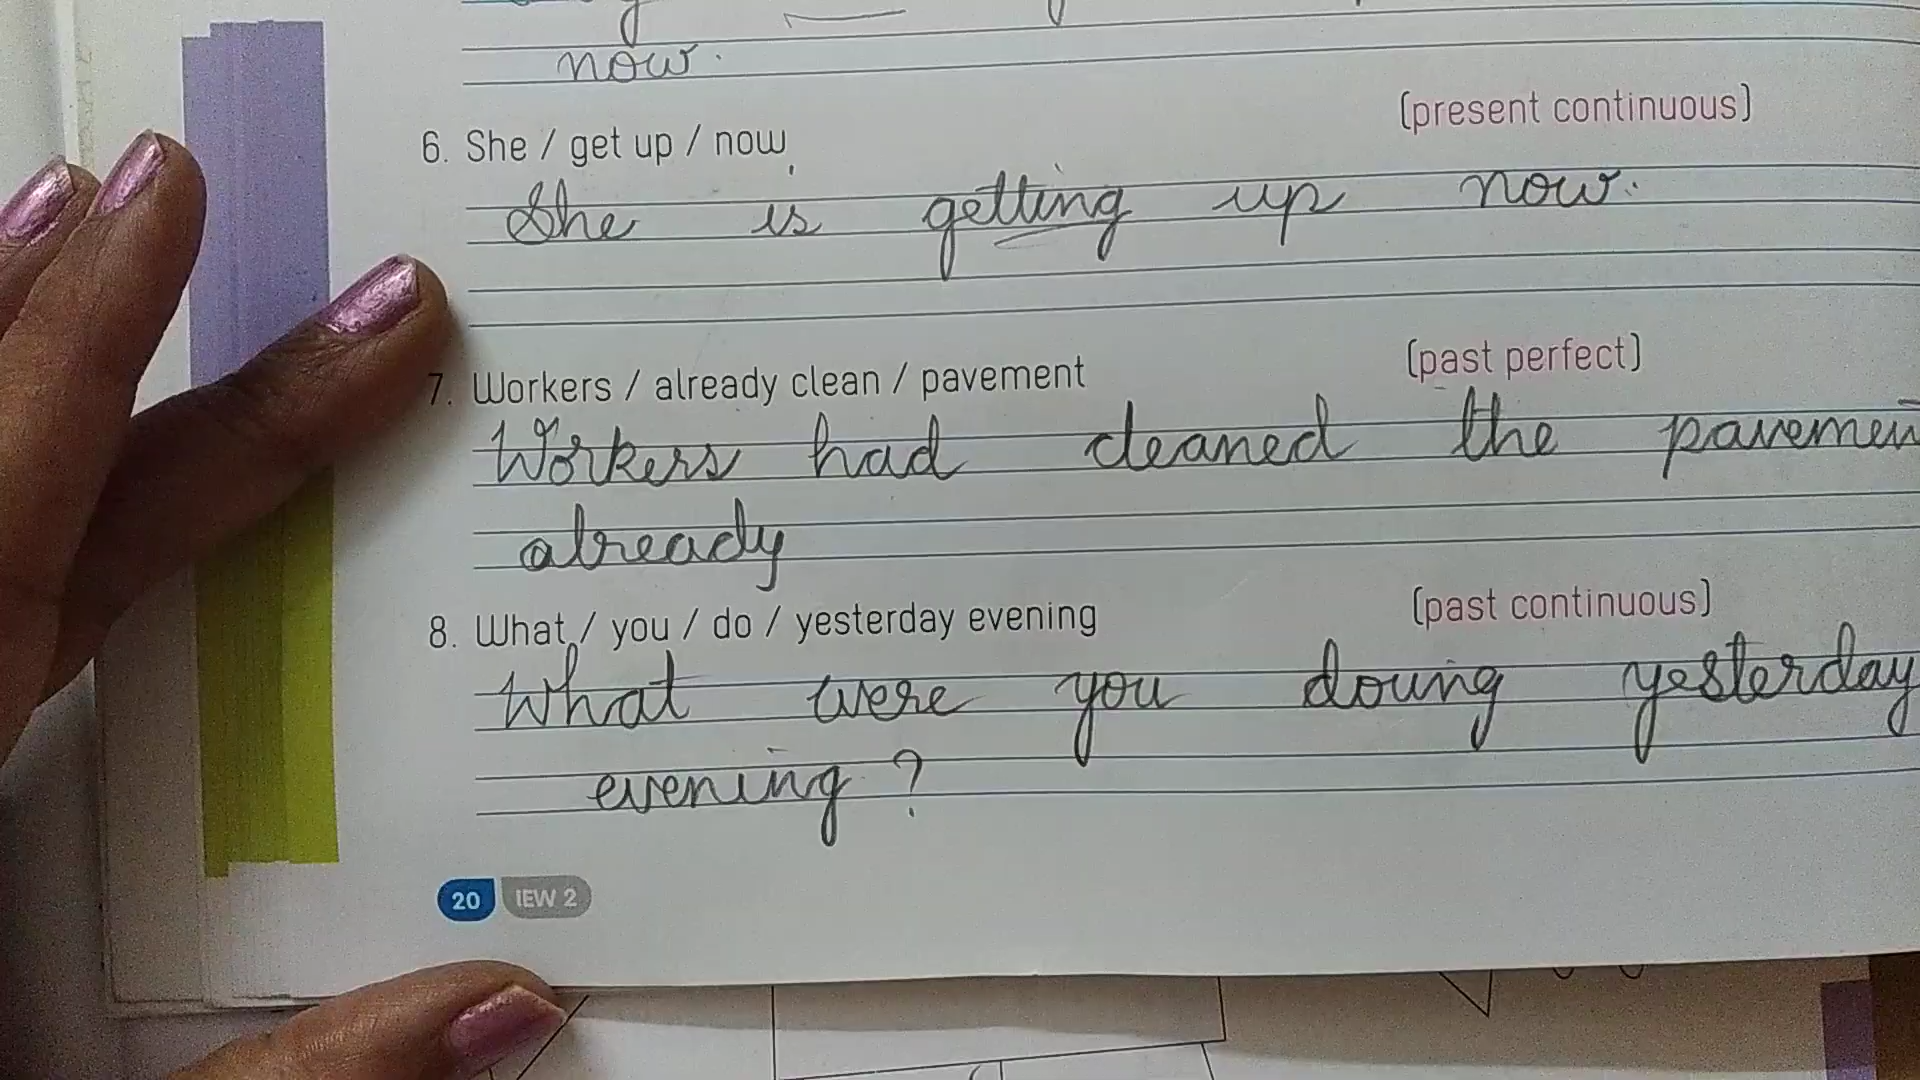 now.
(present continuous)
6. She / get up / now
She is getting up now.
(past perfect)
7. Workers / already clean / pavement
Workers had cleaned the
already
(past continuous)
8. What / you / do / yesterday evening
What were you doing yesterday
evening ?
20 IEW 2